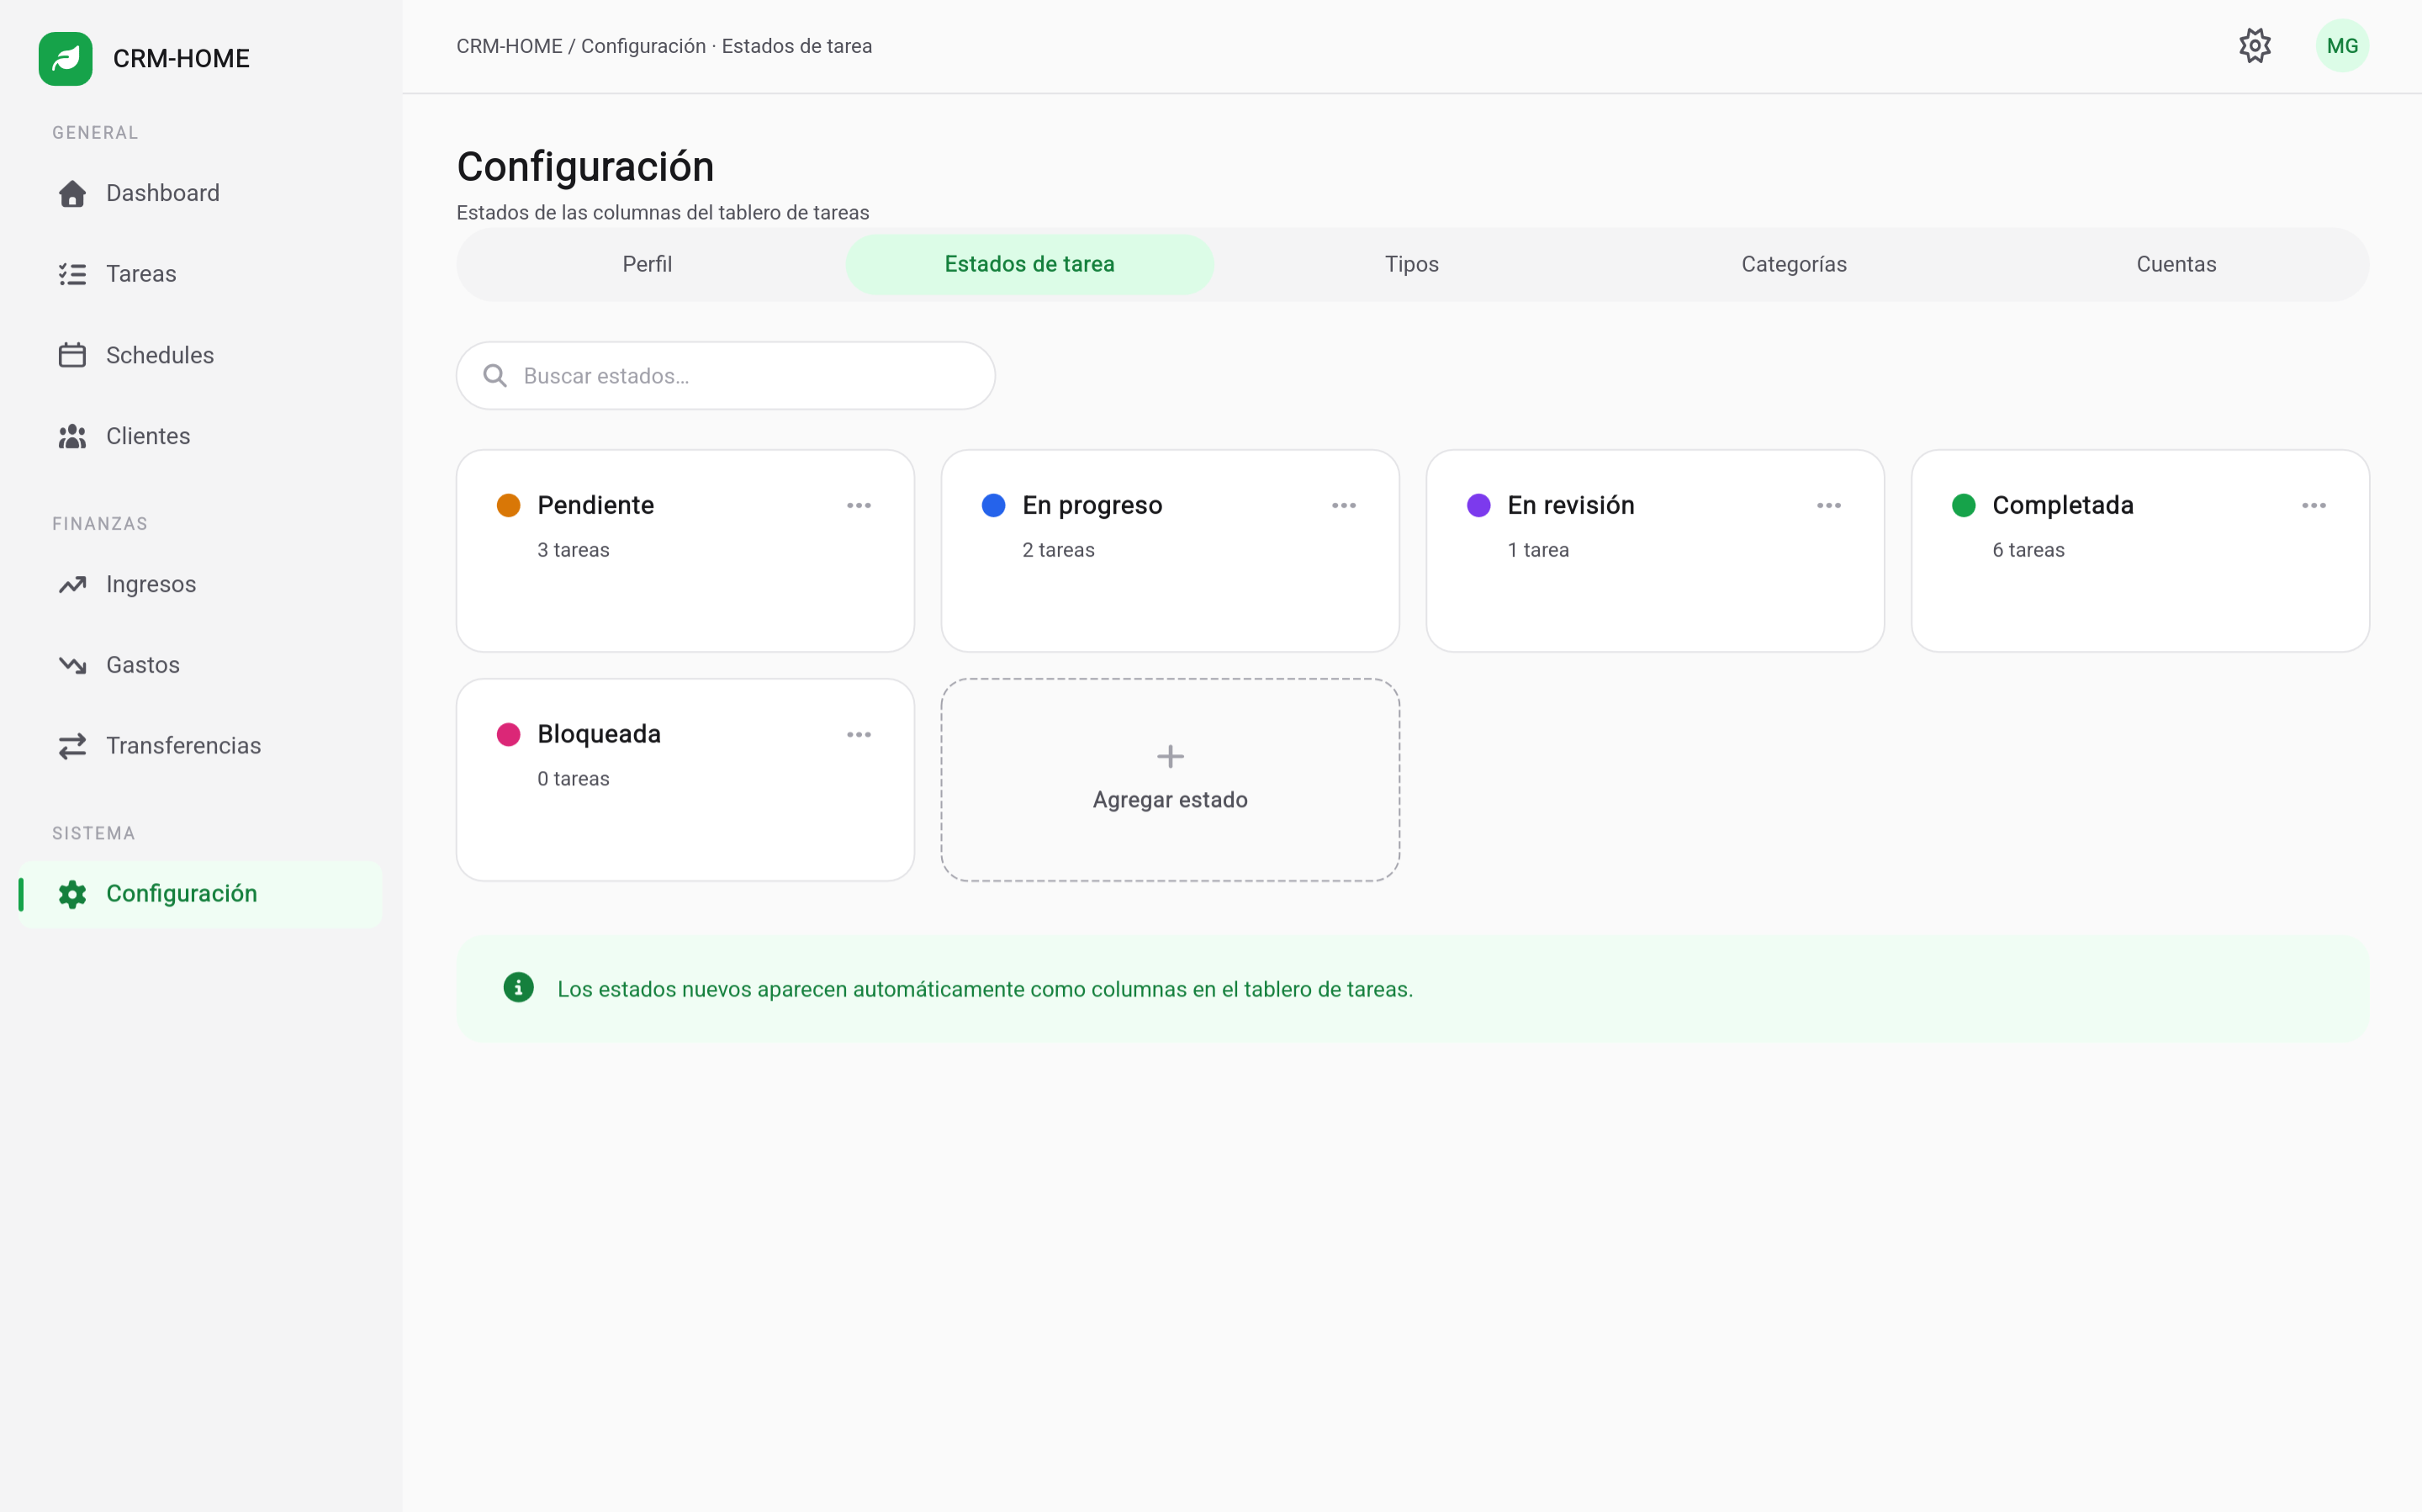 CRM-HOME
GENERAL
Dashboard
Tareas
Schedules
Clientes
FINANZAS
Ingresos
Gastos
Transferencias
SISTEMA
Configuración
CRM-HOME / Configuración · Estados de tarea
MG
Configuración
Estados de las columnas del tablero de tareas
Perfil
Estados de tarea
Tipos
Categorías
Cuentas
Buscar estados…
Pendiente
3 tareas
En progreso
2 tareas
En revisión
1 tarea
Completada
6 tareas
Bloqueada
0 tareas
Agregar estado
Los estados nuevos aparecen automáticamente como columnas en el tablero de tareas.